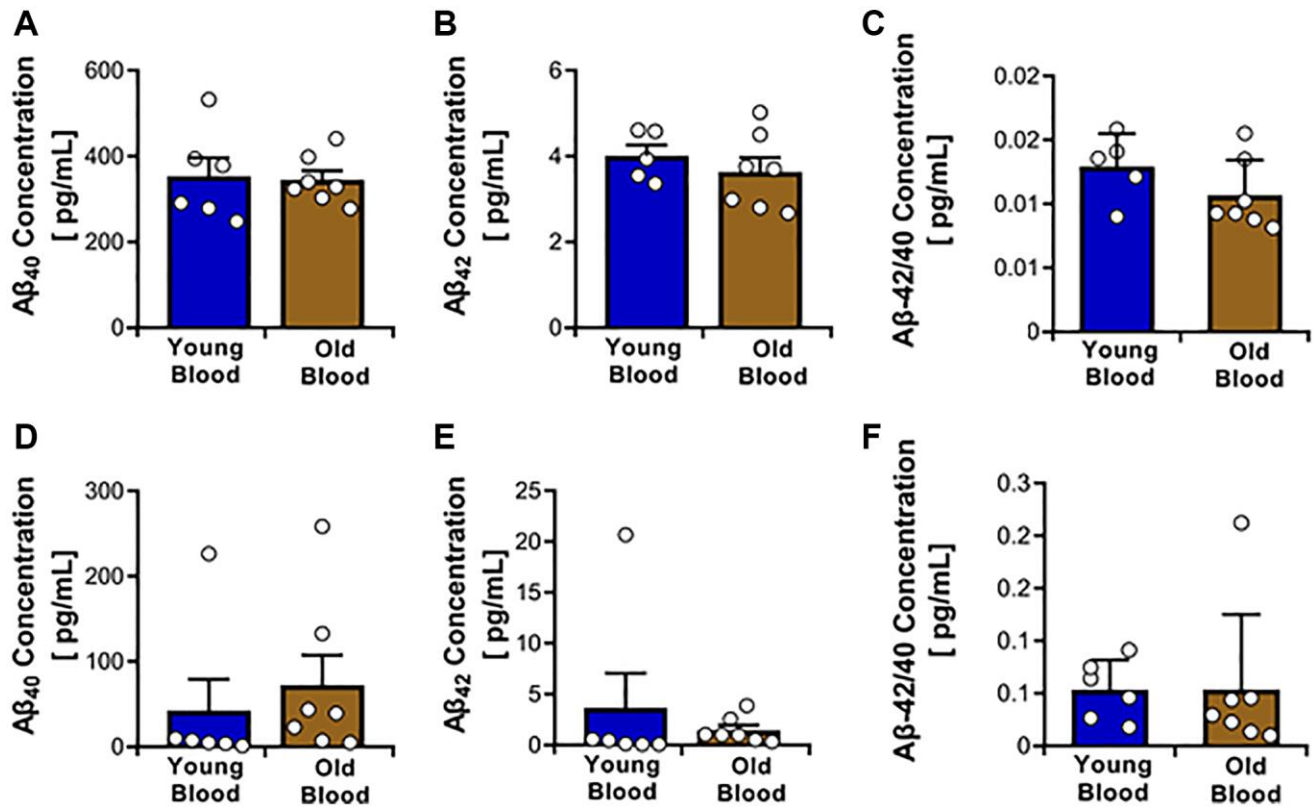 A
Aβ40 Concentration
[ pg/mL]
600
400
200
0
Young
Blood
Old
Blood
B
Aβ42 Concentration
[ pg/mL]
6
4
2
0
Young
Blood
Old
Blood
C
Aβ-42/40 Concentration
[ pg/mL]
0.02
0.02
0.01
0.01
0
Young
Blood
Old
Blood
D
Aβ40 Concentration
[ pg/mL]
300
200
100
0
Young
Blood
Old
Blood
E
Aβ42 Concentration
[ pg/mL]
25
20
15
10
5
0
Young
Blood
Old
Blood
F
Aβ-42/40 Concentration
[ pg/mL]
0.3
0.2
0.2
0.1
0.1
0
Young
Blood
Old
Blood